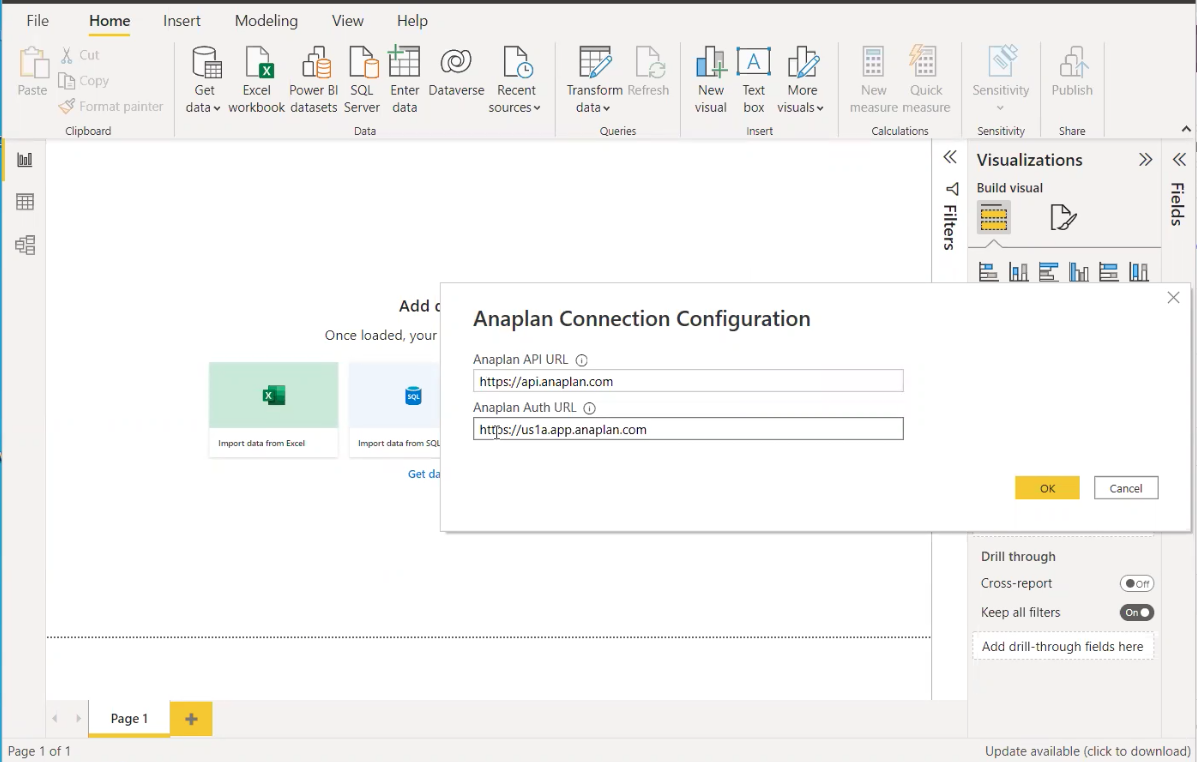 File Home Insert Modeling View Help
Paste
Cut
Copy
Format painter
Clipboard
Get data
Excel workbook
Power BI datasets
SQL Server
Enter data
Dataverse
Recent sources
Data
Transform data
Refresh
Queries
New visual
Text box
More visuals
Insert
New measure
Quick measure
Calculations
Sensitivity
Sensitivity
Publish
Share
Filters
Visualizations
Build visual
Fields
Add
Once loaded, your
Import data from Excel
SQL
Import data from SQL
Get
Anaplan Connection Configuration
Anaplan API URL
https://api.anaplan.com
Anaplan Auth URL
https://us1a.app.anaplan.com
OK Cancel
Drill through
Cross-report Off
Keep all filters On
Add drill-through fields here
Page 1
Page 1 of 1
Update available (click to download)